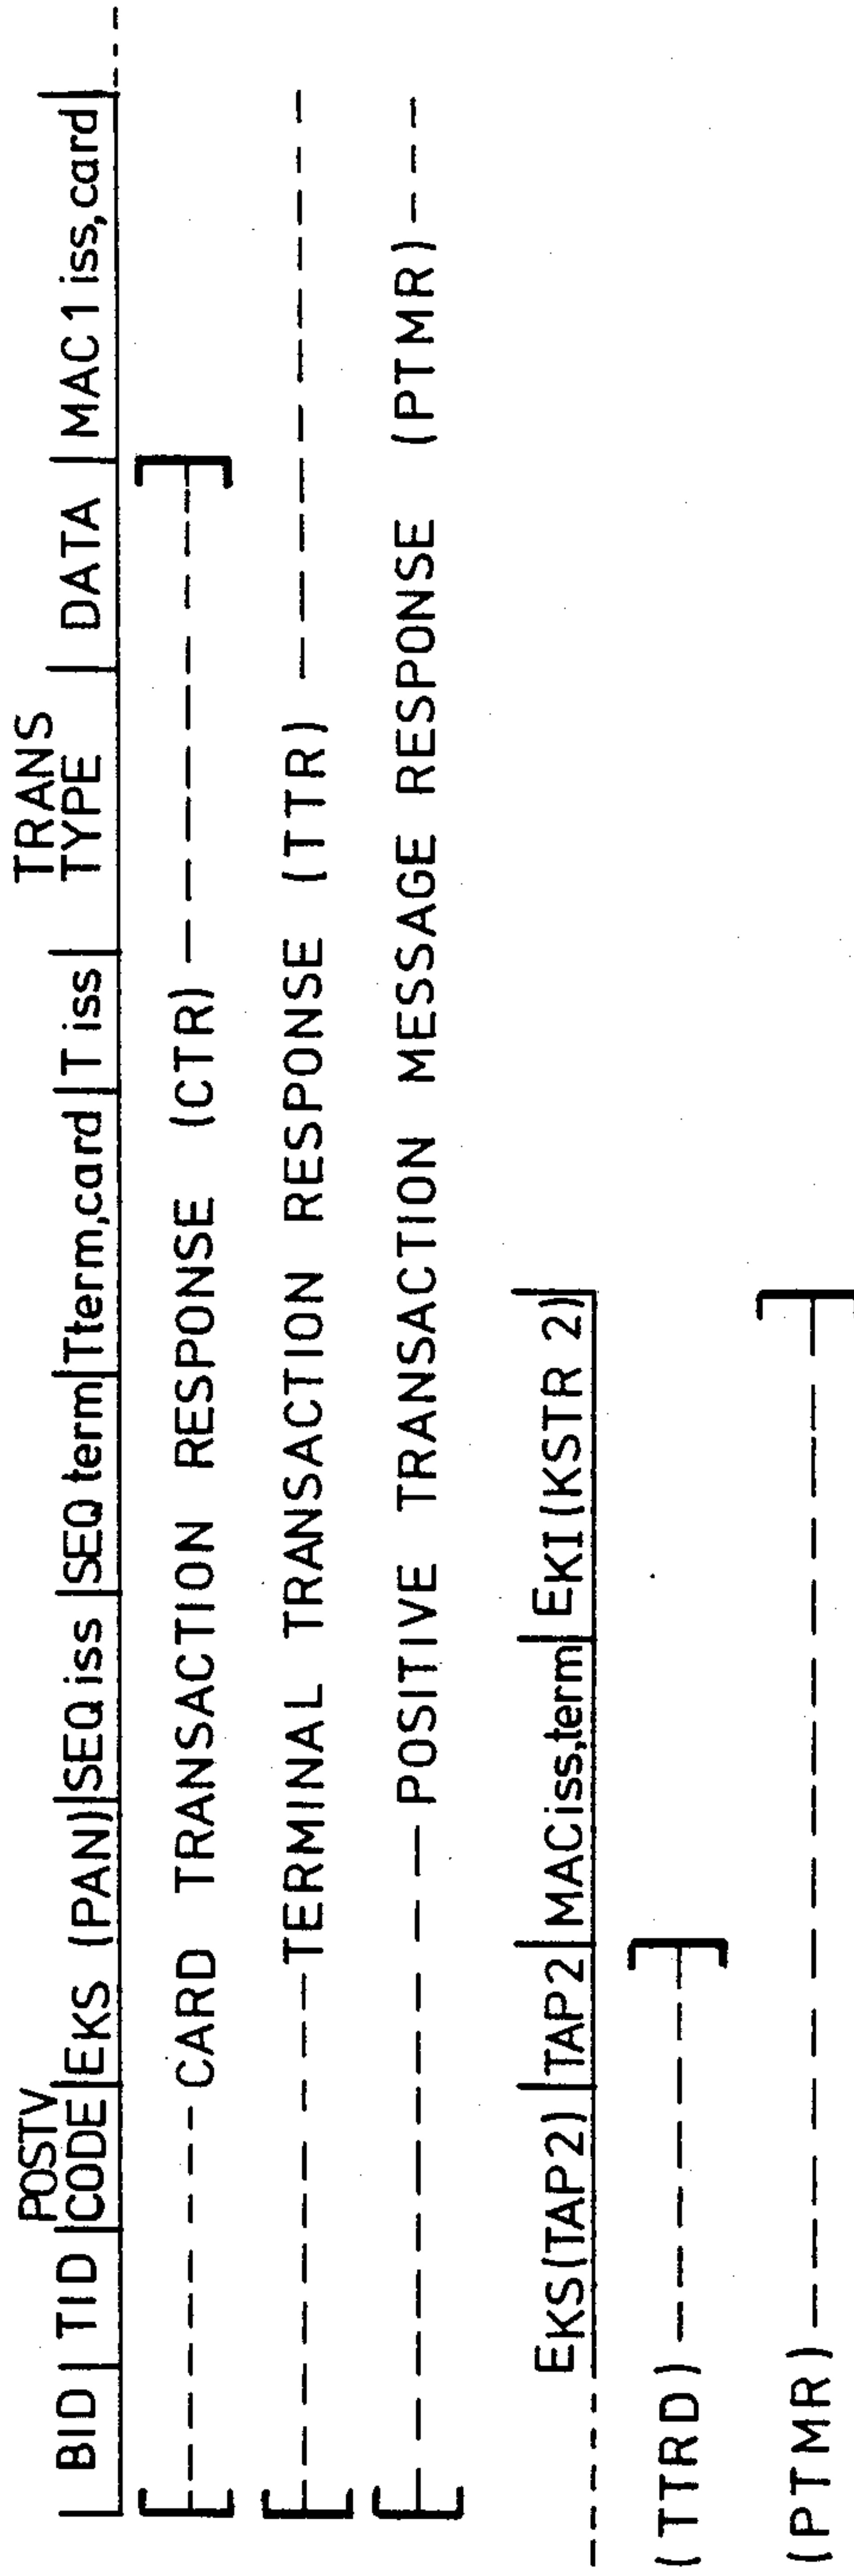 BID | TID | POSTV CODE | EKS (PAN) | SEQ iss | SEQ term | Tterm,card | T iss | TRANS TYPE | DATA | MAC1 iss,card
CARD TRANSACTION RESPONSE (CTR)
TERMINAL TRANSACTION RESPONSE (TTR)
POSITIVE TRANSACTION MESSAGE RESPONSE (PTMR)
EKS(TAP2) | TAP2 | MACiss,term | EKI(KSTR 2)
(TTRD)
(PTMR)